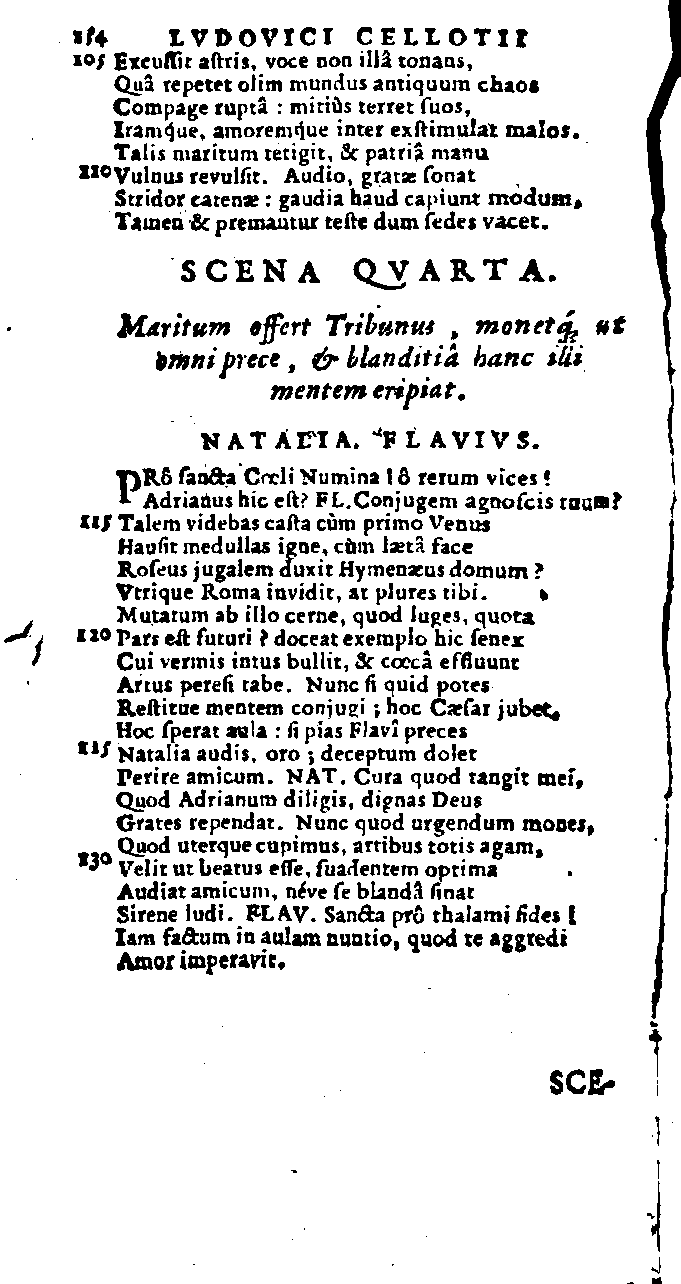 154 LVDOVICI CELLOTII
105 Excuſſit aſtris, voce non illâ tonans,
Quâ repetet olim mundus antiquum chaos
Compage ruptâ : mitiùs terret ſuos,
Iramque, amoremque inter exſtimulat malos.
Talis maritum tetigit, & patriâ manu
110 Vulnus revulſit. Audio, gratæ ſonat
Stridor catenæ : gaudia haud capiunt modum,
Tamen & premantur teſte dum ſedes vacet.
SCENA QVARTA.
Maritum offert Tribunus , monetq́; ut
omni prece , & blanditiâ hanc illi
mentem eripiat.
NATALIA. FLAVIVS.
PRô ſancta Cœli Numina ! ô rerum vices !
Adrianus hic eſt? FL. Conjugem agnoſcis tuum?
115 Talem videbas caſta cùm primo Venus
Hauſit medullas igne, cùm lætâ face
Roſeus jugalem duxit Hymenæus domum ?
Vtrique Roma invidit, at plures tibi.
Mutatum ab illo cerne, quod luges, quota
120 Pars eſt futuri ? doceat exemplo hic ſenex
Cui vermis intus bullit, & cœcâ effluunt
Artus pereſi tabe. Nunc ſi quid potes
Reſtitue mentem conjugi ; hoc Cæſar jubet,
Hoc ſperat aula : ſi pias Flavî preces
125 Natalia audis, oro ; deceptum dolet
Perire amicum. NAT. Cura quod tangit mei,
Quod Adrianum diligis, dignas Deus
Grates rependat. Nunc quod urgendum mones,
Quod uterque cupimus, artibus totis agam,
130 Velit ut beatus eſſe, ſuadentem optima
Audiat amicum, néve ſe blandâ ſinat
Sirene ludi. FLAV. Sancta prô thalami fides !
Iam factum in aulam nuntio, quod te aggredi
Amor imperavit.
SCE-